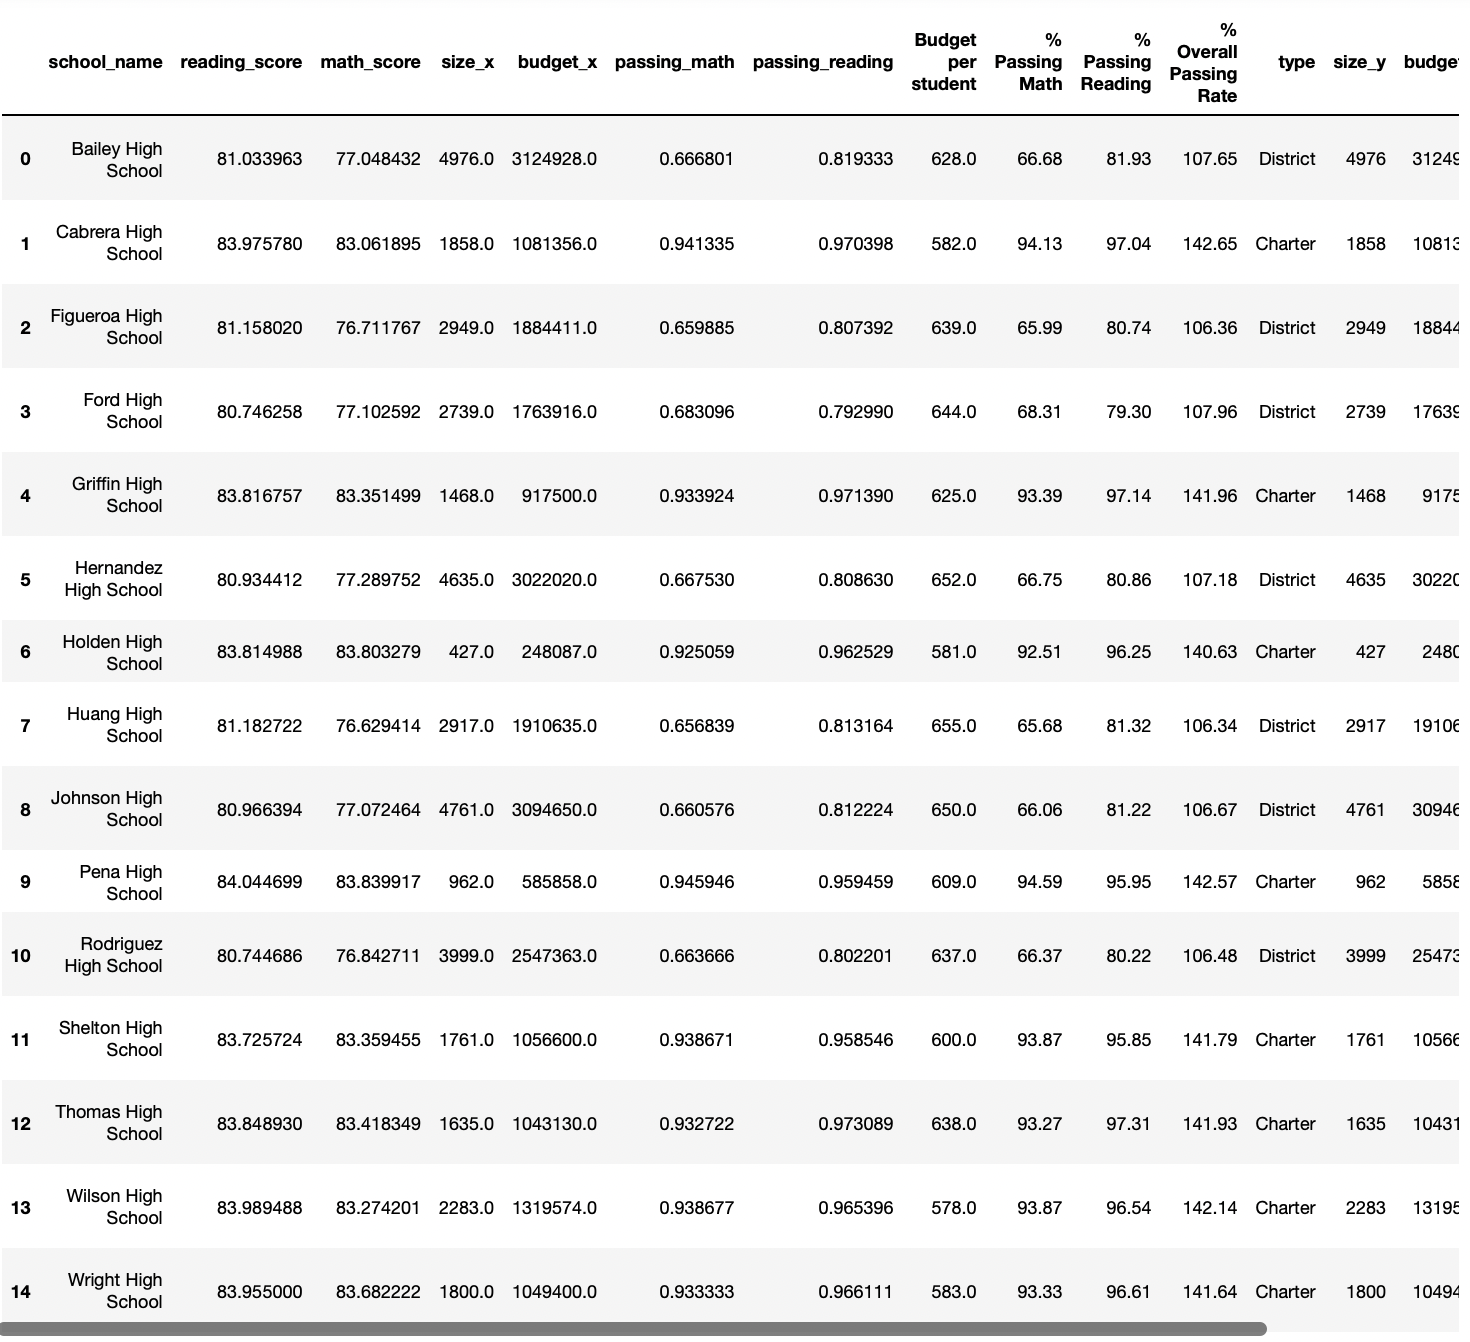 school_name reading_score math_score size_x budget_x passing_math passing_reading Budget per student % Passing Math % Passing Reading % Overall Passing Rate type size_y budge
0 Bailey High School 81.033963 77.048432 4976.0 3124928.0 0.666801 0.819333 628.0 66.68 81.93 107.65 District 4976 31249
1 Cabrera High School 83.975780 83.061895 1858.0 1081356.0 0.941335 0.970398 582.0 94.13 97.04 142.65 Charter 1858 10813
2 Figueroa High School 81.158020 76.711767 2949.0 1884411.0 0.659885 0.807392 639.0 65.99 80.74 106.36 District 2949 18844
3 Ford High School 80.746258 77.102592 2739.0 1763916.0 0.683096 0.792990 644.0 68.31 79.30 107.96 District 2739 17639
4 Griffin High School 83.816757 83.351499 1468.0 917500.0 0.933924 0.971390 625.0 93.39 97.14 141.96 Charter 1468 9175
5 Hernandez High School 80.934412 77.289752 4635.0 3022020.0 0.667530 0.808630 652.0 66.75 80.86 107.18 District 4635 30220
6 Holden High School 83.814988 83.803279 427.0 248087.0 0.925059 0.962529 581.0 92.51 96.25 140.63 Charter 427 2480
7 Huang High School 81.182722 76.629414 2917.0 1910635.0 0.656839 0.813164 655.0 65.68 81.32 106.34 District 2917 19106
8 Johnson High School 80.966394 77.072464 4761.0 3094650.0 0.660576 0.812224 650.0 66.06 81.22 106.67 District 4761 30946
9 Pena High School 84.044699 83.839917 962.0 585858.0 0.945946 0.959459 609.0 94.59 95.95 142.57 Charter 962 5858
10 Rodriguez High School 80.744686 76.842711 3999.0 2547363.0 0.663666 0.802201 637.0 66.37 80.22 106.48 District 3999 25473
11 Shelton High School 83.725724 83.359455 1761.0 1056600.0 0.938671 0.958546 600.0 93.87 95.85 141.79 Charter 1761 10566
12 Thomas High School 83.848930 83.418349 1635.0 1043130.0 0.932722 0.973089 638.0 93.27 97.31 141.93 Charter 1635 10431
13 Wilson High School 83.989488 83.274201 2283.0 1319574.0 0.938677 0.965396 578.0 93.87 96.54 142.14 Charter 2283 13195
14 Wright High School 83.955000 83.682222 1800.0 1049400.0 0.933333 0.966111 583.0 93.33 96.61 141.64 Charter 1800 10494